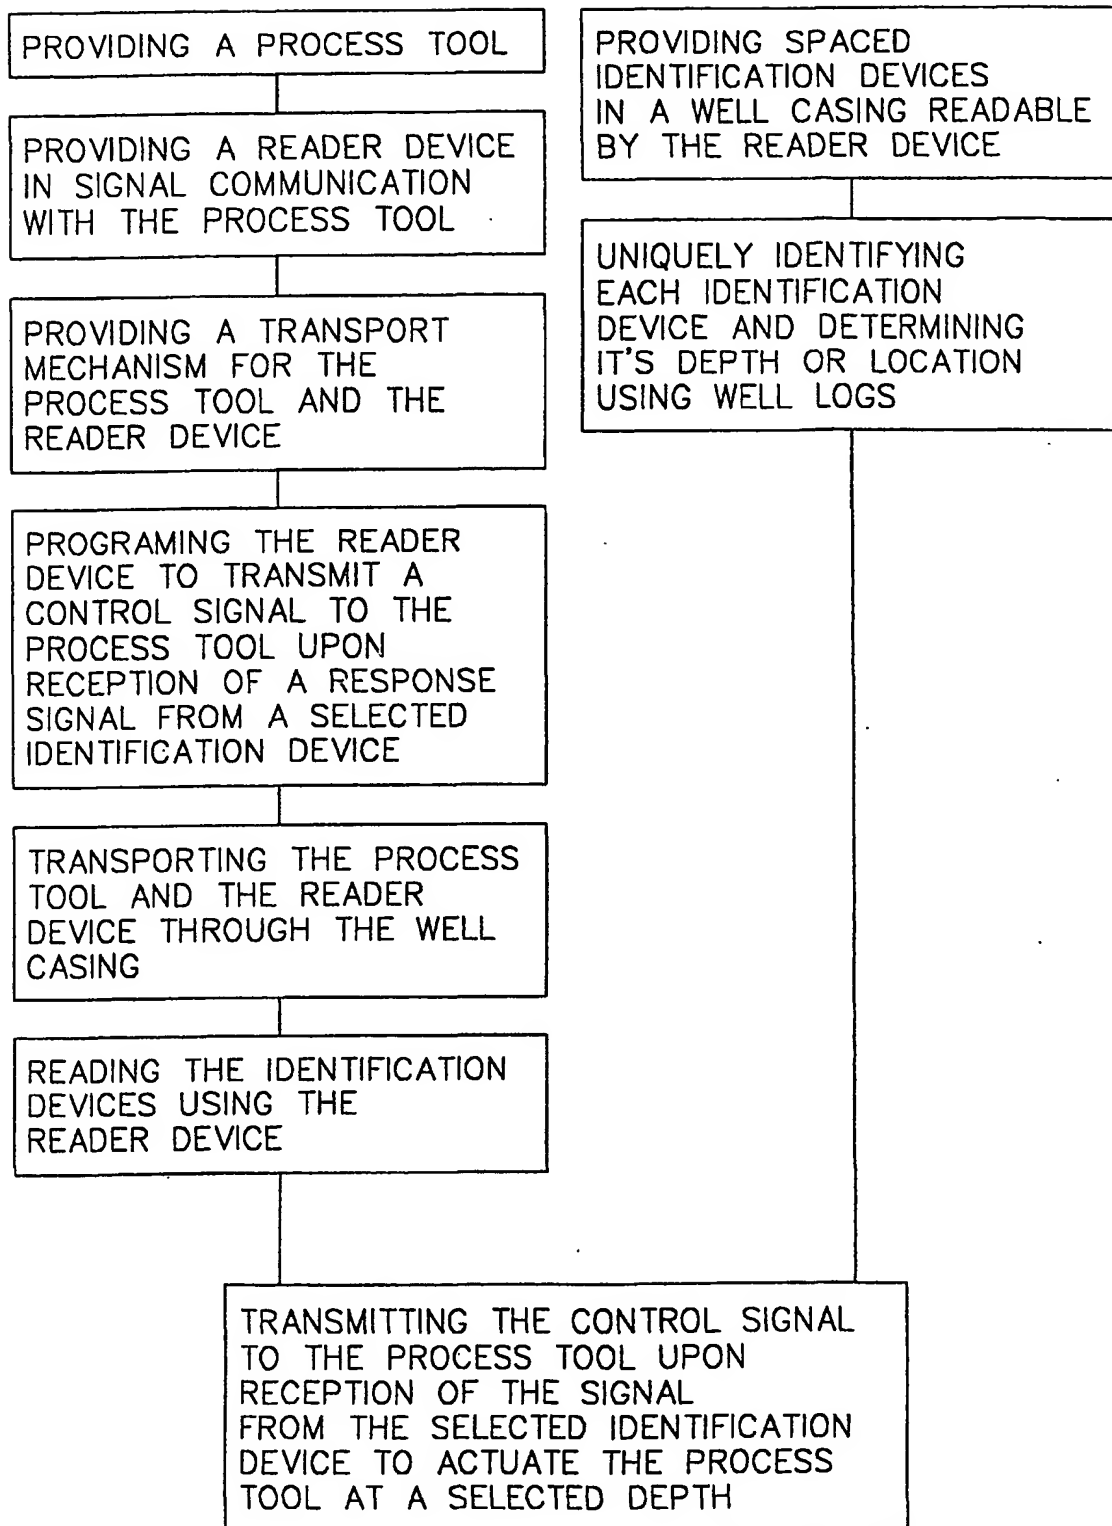 PROVIDING A PROCESS TOOL
PROVIDING A READER DEVICE
IN SIGNAL COMMUNICATION
WITH THE PROCESS TOOL
PROVIDING A TRANSPORT
MECHANISM FOR THE
PROCESS TOOL AND THE
READER DEVICE
PROGRAMING THE READER
DEVICE TO TRANSMIT A
CONTROL SIGNAL TO THE
PROCESS TOOL UPON
RECEPTION OF A RESPONSE
SIGNAL FROM A SELECTED
IDENTIFICATION DEVICE
TRANSPORTING THE PROCESS
TOOL AND THE READER
DEVICE THROUGH THE WELL
CASING
READING THE IDENTIFICATION
DEVICES USING THE
READER DEVICE
PROVIDING SPACED
IDENTIFICATION DEVICES
IN A WELL CASING READABLE
BY THE READER DEVICE
UNIQUELY IDENTIFYING
EACH IDENTIFICATION
DEVICE AND DETERMINING
IT'S DEPTH OR LOCATION
USING WELL LOGS
TRANSMITTING THE CONTROL SIGNAL
TO THE PROCESS TOOL UPON
RECEPTION OF THE SIGNAL
FROM THE SELECTED IDENTIFICATION
DEVICE TO ACTUATE THE PROCESS
TOOL AT A SELECTED DEPTH